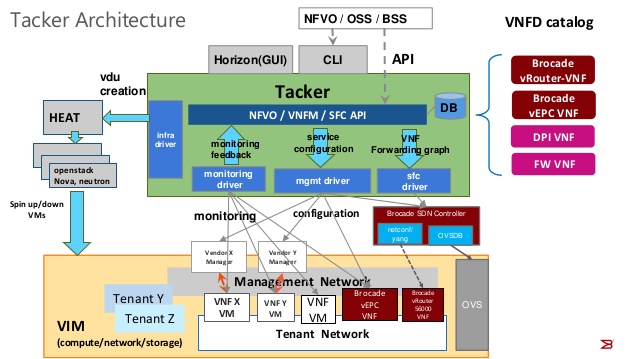 Tacker Architecture
NFVO / OSS / BSS
VNFD catalog
Horizon(GUI)
CLI
API
vdu
creation
Tacker
HEAT
NFVO / VNFM / SFC API
DB
infra
driver
monitoring
feedback
service
configuration
VNF
Forwarding graph
monitoring
driver
mgmt driver
sfc
driver
Brocade
vRouter-VNF
Brocade
vEPC VNF
DPI VNF
FW VNF
openstack
Nova, neutron
Spin up/down
VMs
monitoring
configuration
Brocade SDN Controller
netconf/
yang
OVSDB
Vendor X
Manager
Vendor Y
Manager
Management Network
Tenant Y
Tenant Z
VNF X
VM
VNF Y
VM
VNF
VM
Brocade
vEPC
VNF
Brocade
vRouter
5600
VNF
OVS
VIM
(compute/network/storage)
Tenant Network